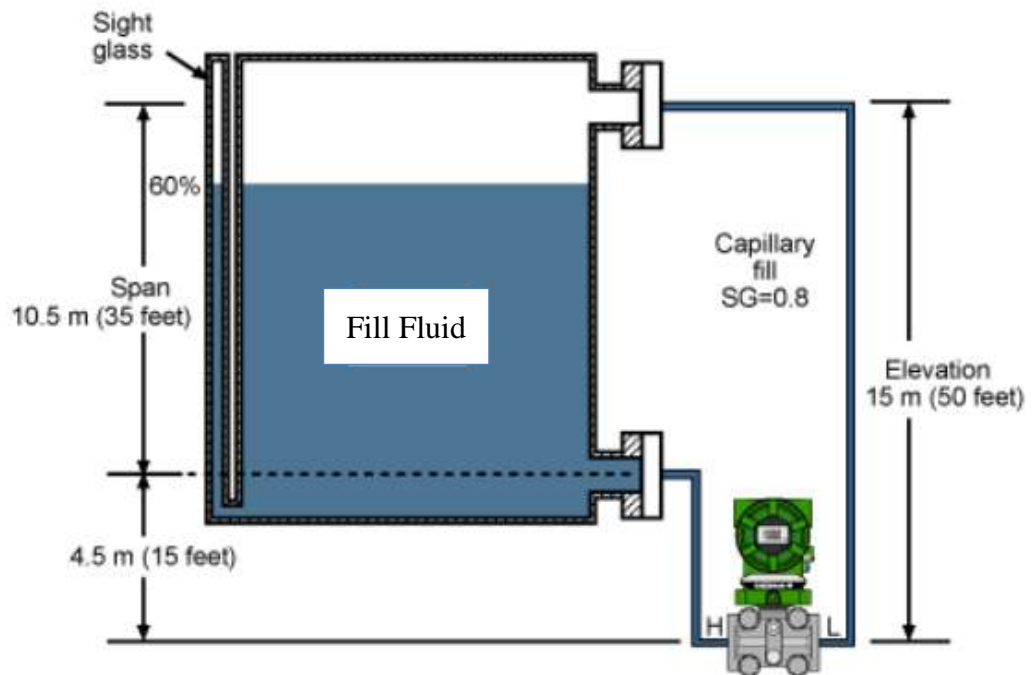 Sight
glass
60%
Span
10.5 m (35 feet)
Fill Fluid
Capillary
fill
SG=0.8
Elevation
15 m (50 feet)
4.5 m (15 feet)
H
L